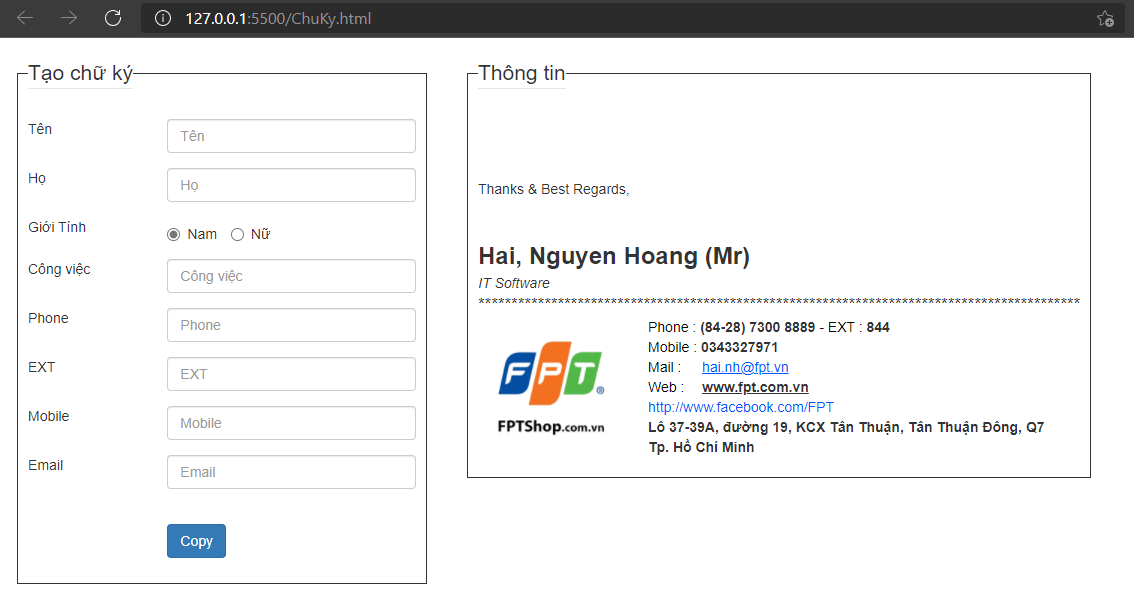 127.0.0.1:5500/ChuKy.html
Tạo chữ ký
Tên
Tên
Họ
Họ
Giới Tính
Nam
Nữ
Công việc
Công việc
Phone
Phone
EXT
EXT
Mobile
Mobile
Email
Email
Copy
Thông tin
Thanks & Best Regards,
Hai, Nguyen Hoang (Mr)
IT Software
*******************************************************************************************
FPT®
FPTShop.com.vn
Phone : (84-28) 7300 8889 - EXT : 844
Mobile : 0343327971
Mail : hai.nh@fpt.vn
Web : www.fpt.com.vn
http://www.facebook.com/FPT
Lô 37-39A, đường 19, KCX Tân Thuận, Tân Thuận Đông, Q7
Tp. Hồ Chí Minh